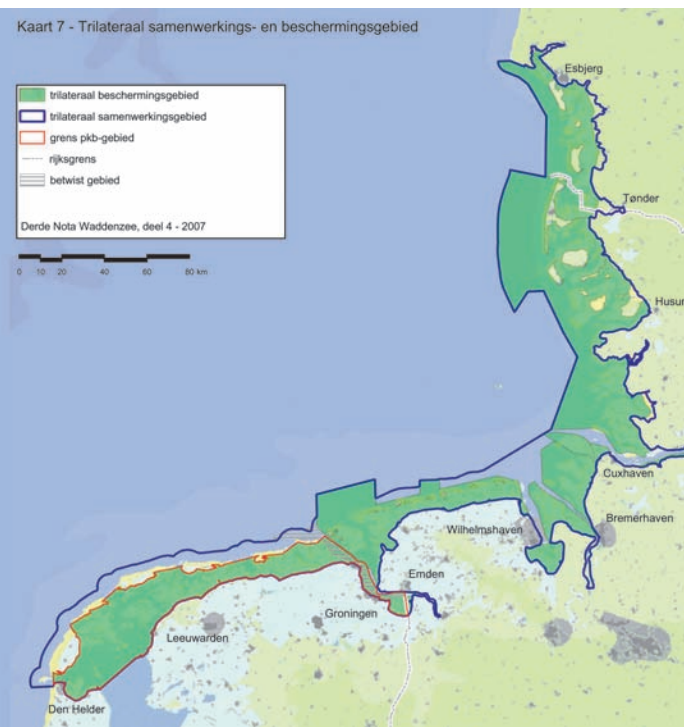 Kaart 7 - Trilateraal samenwerkings- en beschermingsgebied
trilateraal beschermingsgebied
trilateraal samenwerkingsgebied
grens pkb-gebied
rijksgrens
betwist gebied
Derde Nota Waddenzee, deel 4 - 2007
0 10 20 40 60 80 km
Esbjerg
Tønder
Husum
Cuxhaven
Bremerhaven
Wilhelmshaven
Emden
Groningen
Leeuwarden
Den Helder